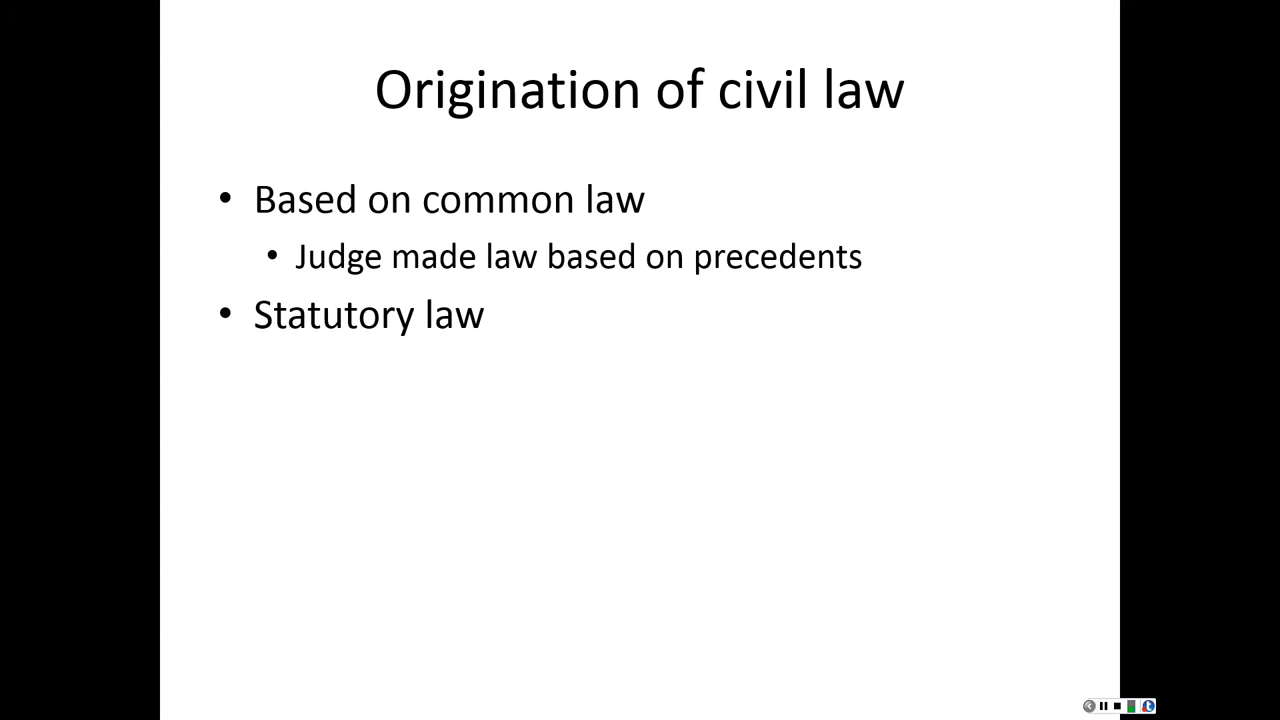 Origination of civil law
• Based on common law
• Judge made law based on precedents
• Statutory law